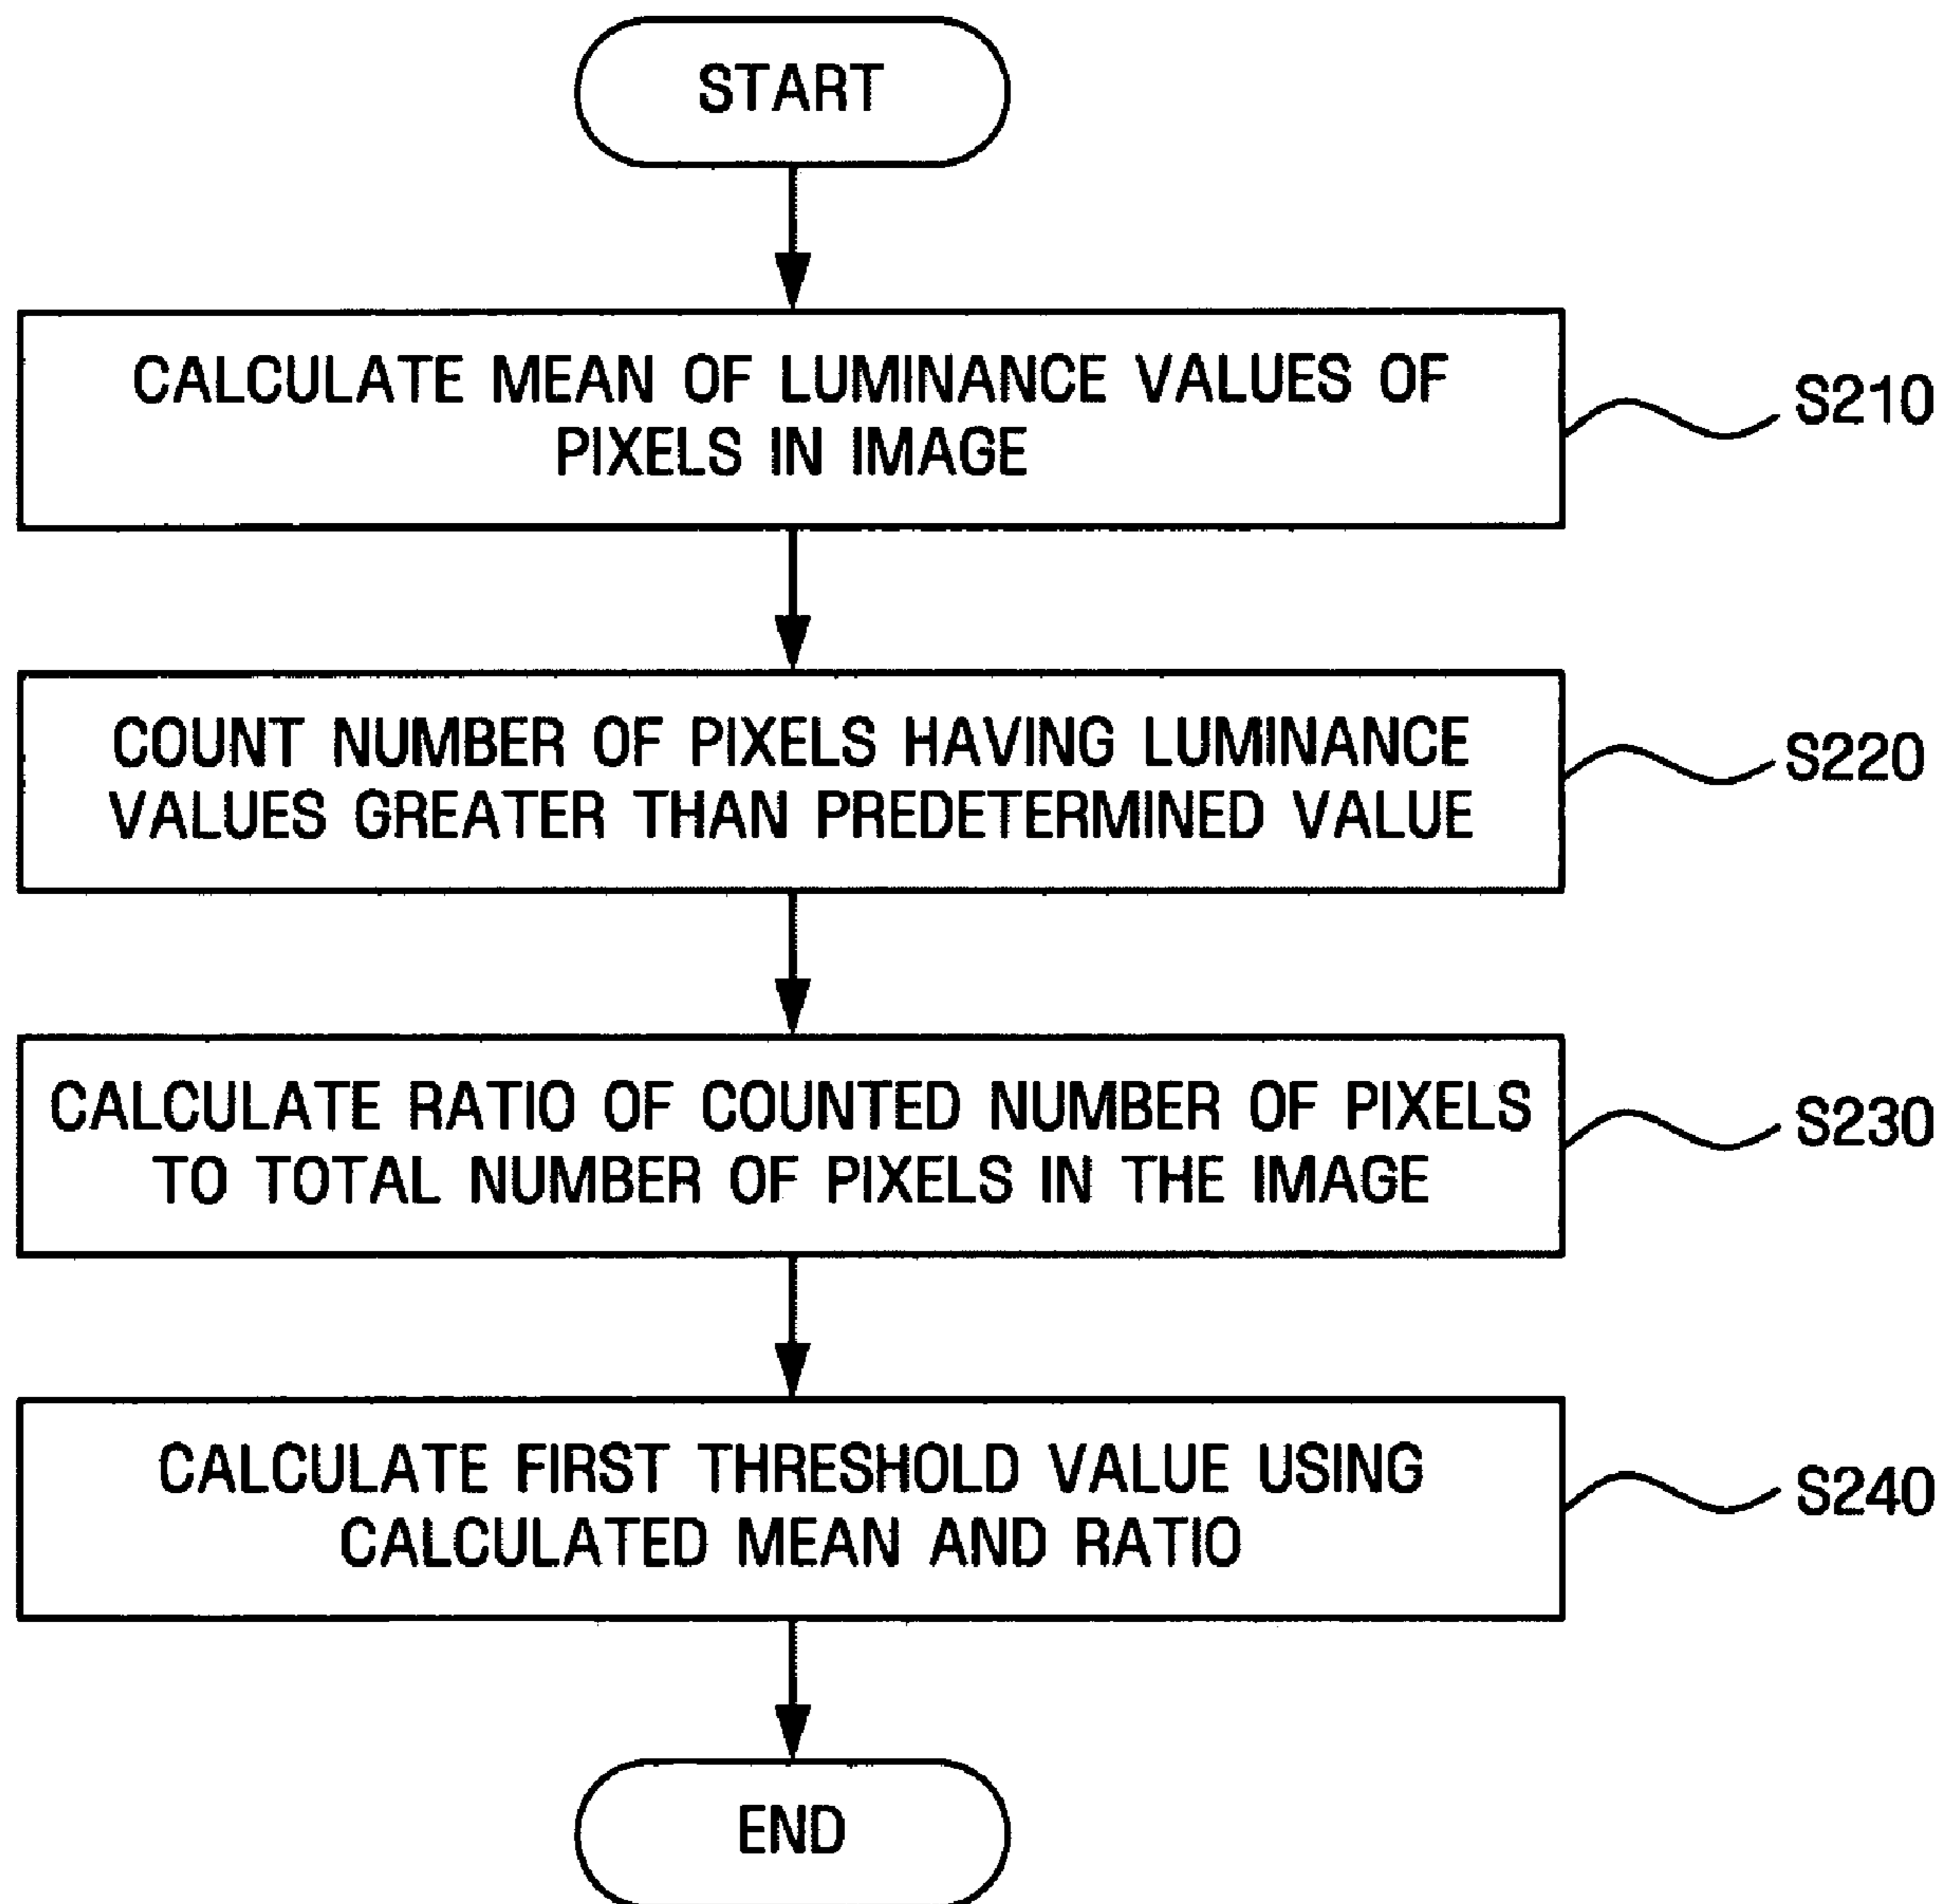 START
CALCULATE MEAN OF LUMINANCE VALUES OF
PIXELS IN IMAGE
S210
COUNT NUMBER OF PIXELS HAVING LUMINANCE
VALUES GREATER THAN PREDETERMINED VALUE
S220
CALCULATE RATIO OF COUNTED NUMBER OF PIXELS
TO TOTAL NUMBER OF PIXELS IN THE IMAGE
S230
CALCULATE FIRST THRESHOLD VALUE USING
CALCULATED MEAN AND RATIO
S240
END